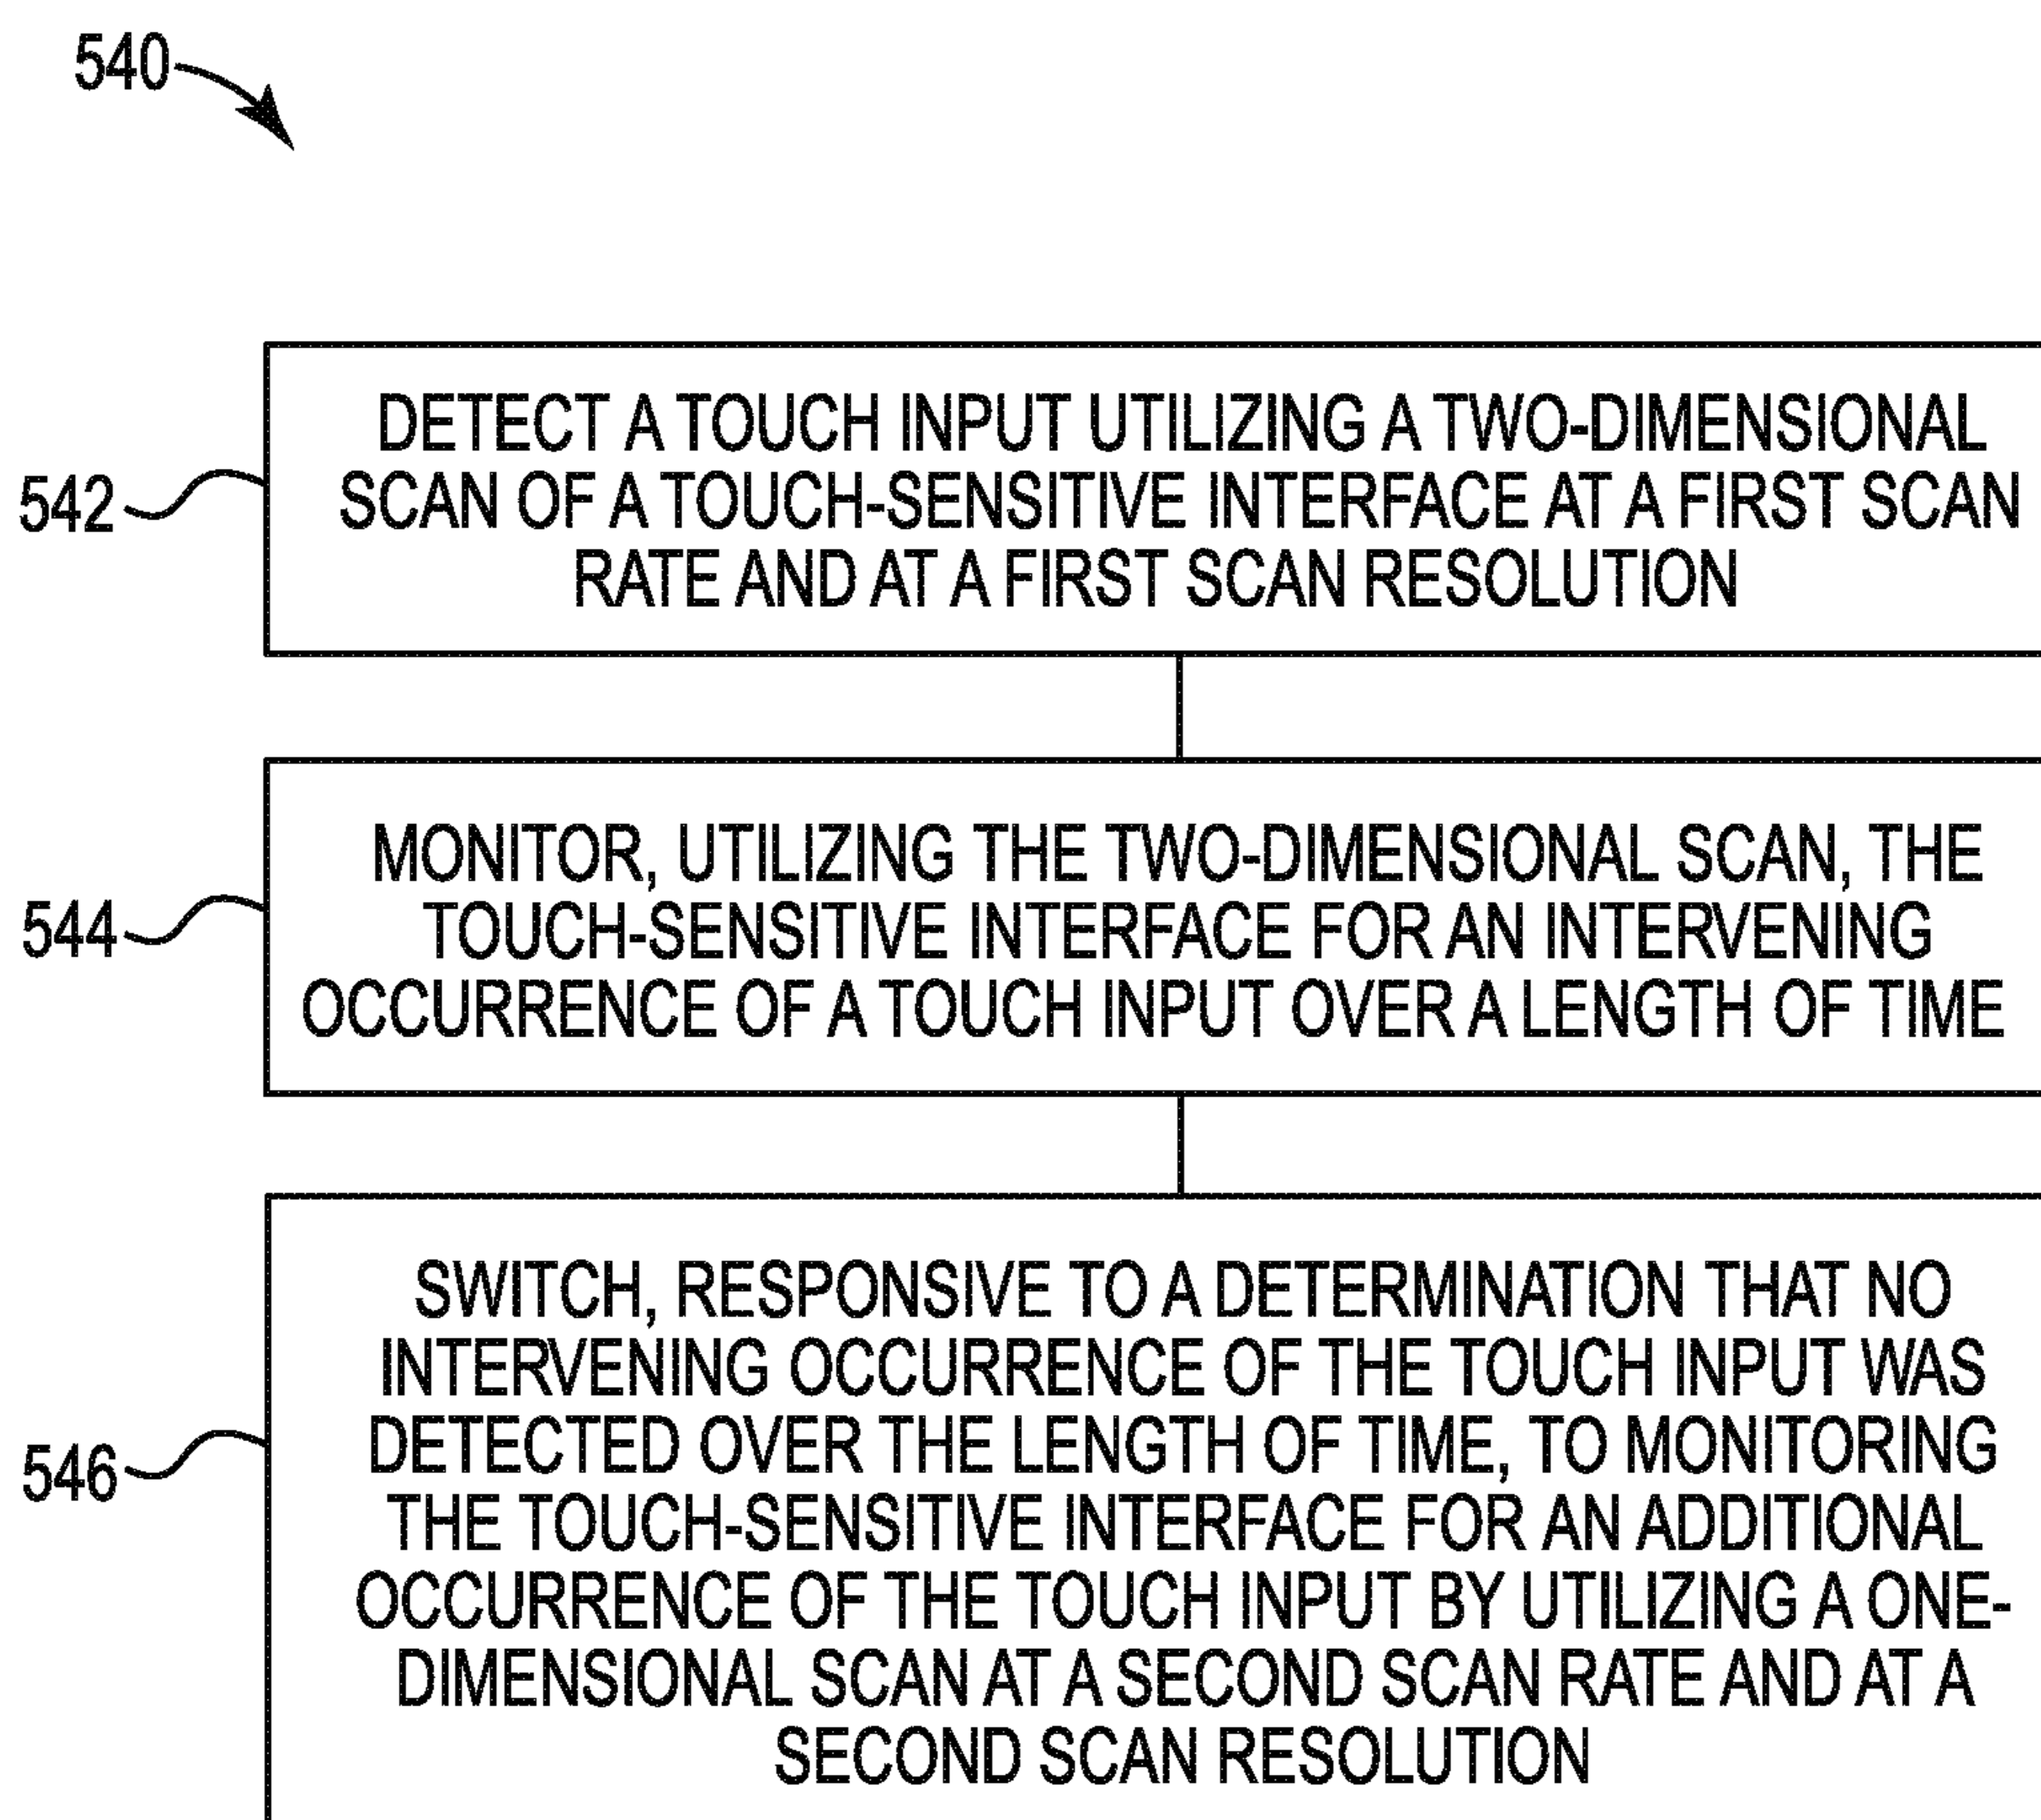 540
542
DETECT A TOUCH INPUT UTILIZING A TWO-DIMENSIONAL
SCAN OF A TOUCH-SENSITIVE INTERFACE AT A FIRST SCAN
RATE AND AT A FIRST SCAN RESOLUTION
544
MONITOR, UTILIZING THE TWO-DIMENSIONAL SCAN, THE
TOUCH-SENSITIVE INTERFACE FOR AN INTERVENING
OCCURRENCE OF A TOUCH INPUT OVER A LENGTH OF TIME
546
SWITCH, RESPONSIVE TO A DETERMINATION THAT NO
INTERVENING OCCURRENCE OF THE TOUCH INPUT WAS
DETECTED OVER THE LENGTH OF TIME, TO MONITORING
THE TOUCH-SENSITIVE INTERFACE FOR AN ADDITIONAL
OCCURRENCE OF THE TOUCH INPUT BY UTILIZING A ONE-
DIMENSIONAL SCAN AT A SECOND SCAN RATE AND AT A
SECOND SCAN RESOLUTION